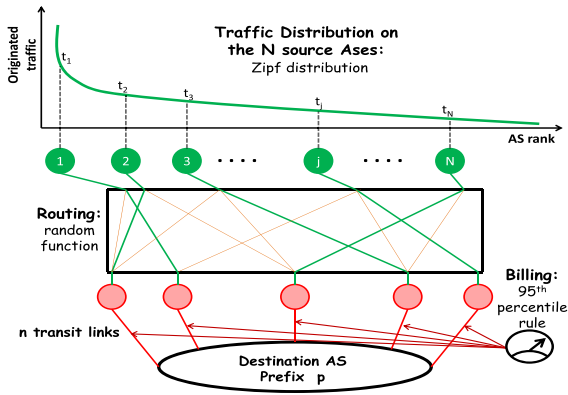 Traffic Distribution on
the N source Ases:
Zipf distribution
Originated
traffic
t1
t2
t3
tj
tN
AS rank
1
2
3
....
j
....
N
Routing:
random
function
Billing:
95th
percentile
rule
n transit links
Destination AS
Prefix p